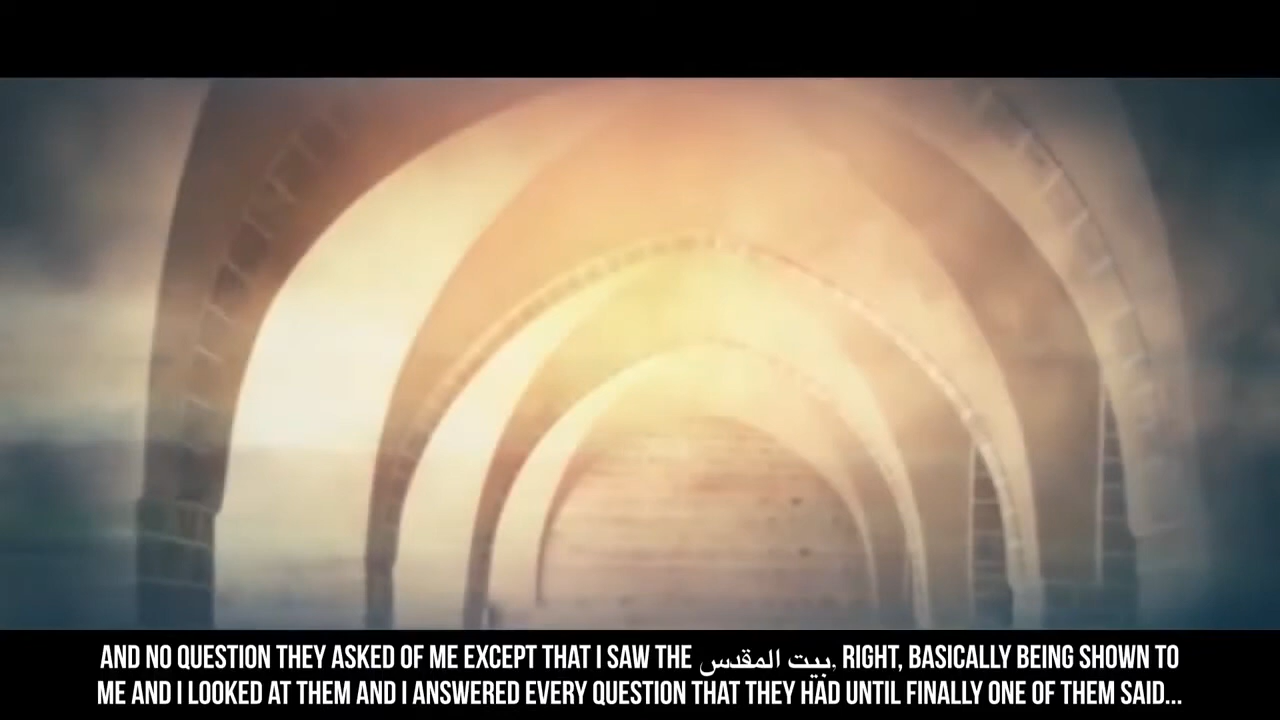 AND NO QUESTION THEY ASKED OF ME EXCEPT THAT I SAW THE بيت المقدس, RIGHT, BASICALLY BEING SHOWN TO
ME AND I LOOKED AT THEM AND I ANSWERED EVERY QUESTION THAT THEY HAD UNTIL FINALLY ONE OF THEM SAID...